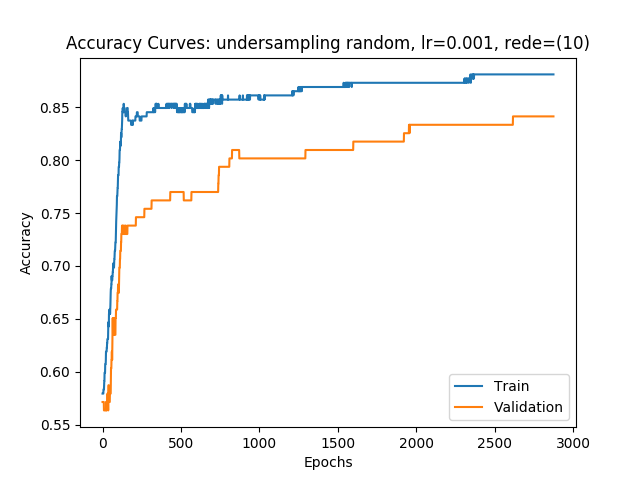 Accuracy Curves: undersampling random, lr=0.001, rede=(10)
Accuracy
0.85
0.80
0.75
0.70
0.65
0.60
0.55
0 500 1000 1500 2000 2500 3000
Epochs
Train
Validation